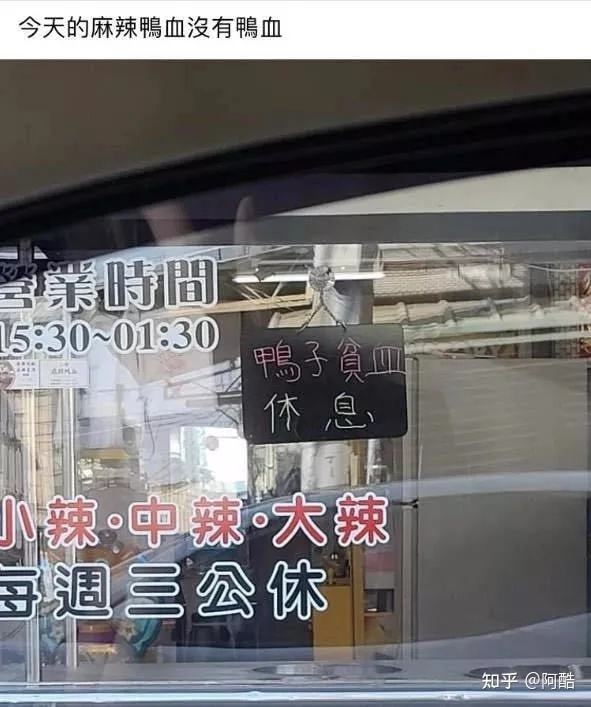 今天的麻辣鴨血沒有鴨血
營業時間
15:30~01:30
鴨子貧血
休息
小辣·中辣·大辣
每週三公休
知乎 @阿酷